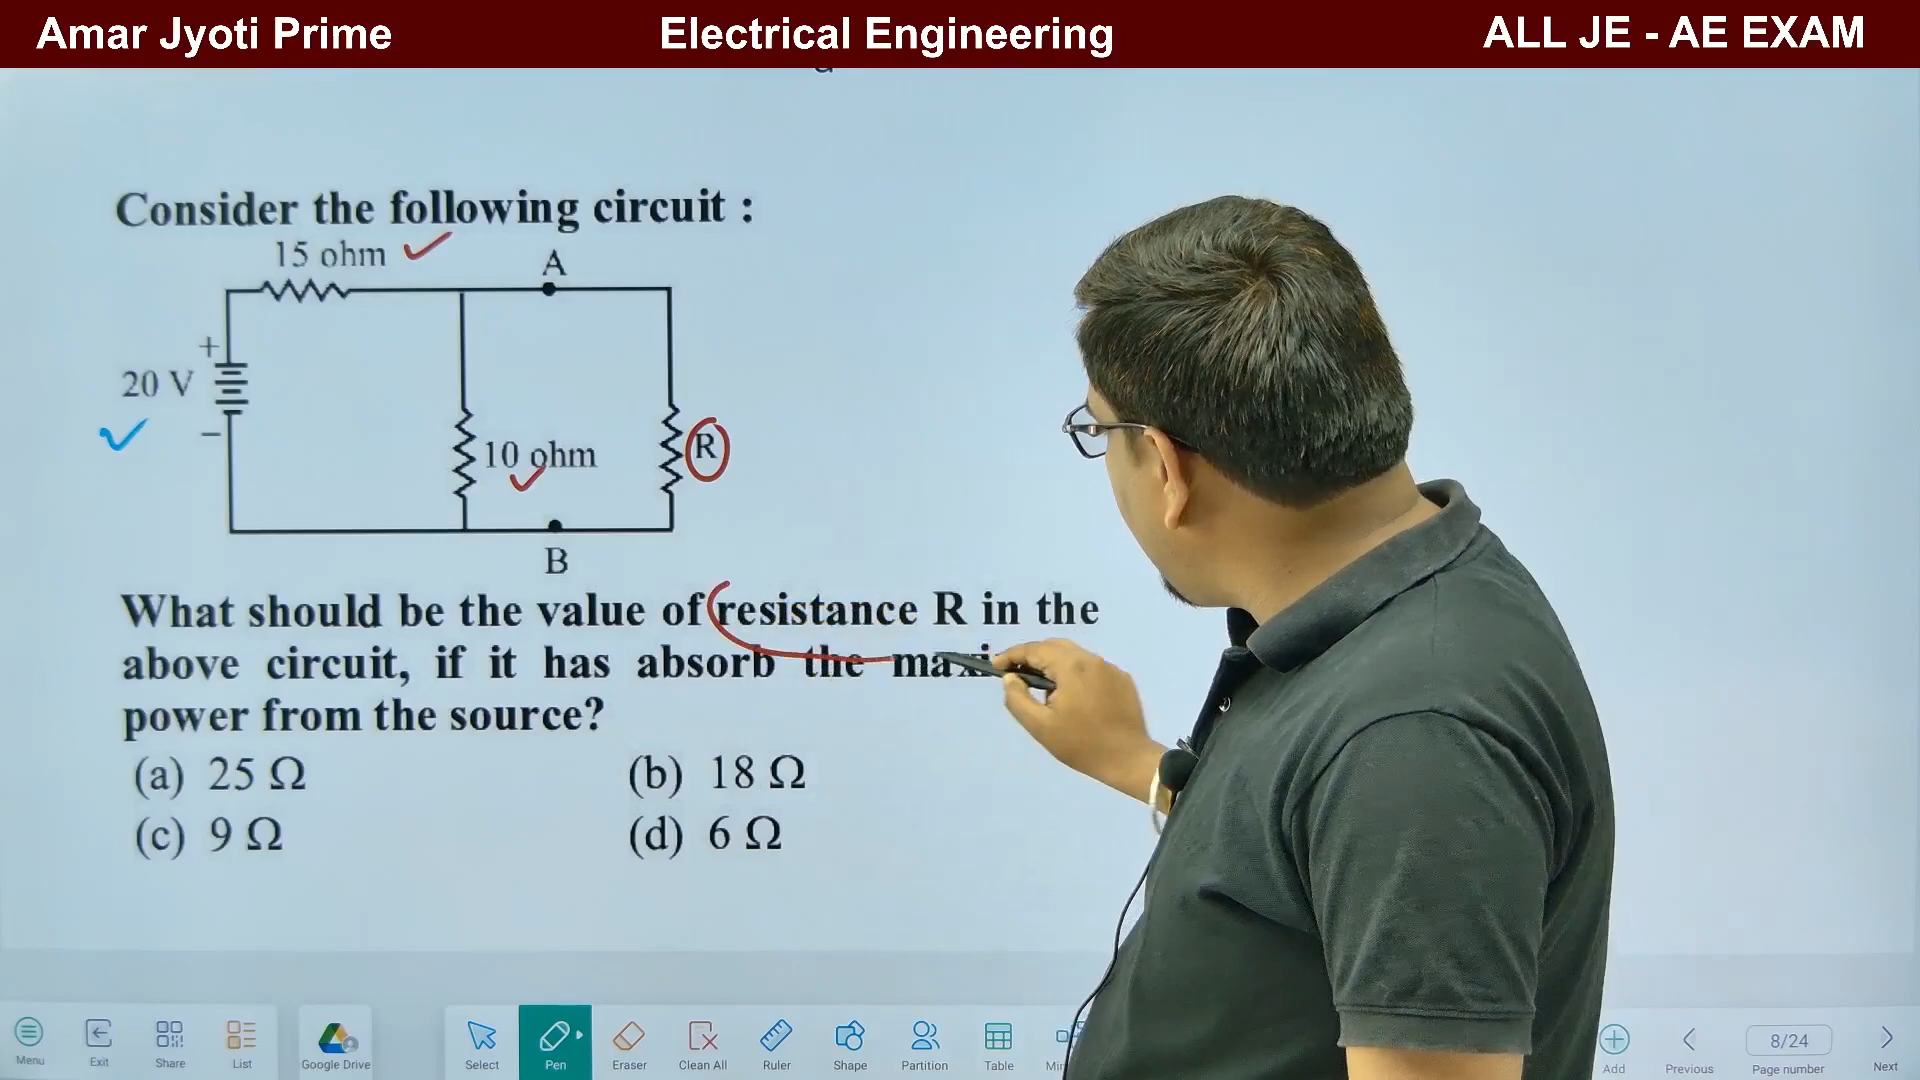 Amar Jyoti Prime Electrical Engineering ALL JE - AE EXAM
Consider the following circuit :
15 ohm
A
+
20 V
−
10 ohm
R
B
What should be the value of resistance R in the
above circuit, if it has absorb the
power from the source?
(a) 25 Ω (b) 18 Ω
(c) 9 Ω (d) 6 Ω
Menu Exit Share List Google Drive Select Pen Eraser Clean All Ruler Shape Partition Table Add Previous 8/24 Page number Next